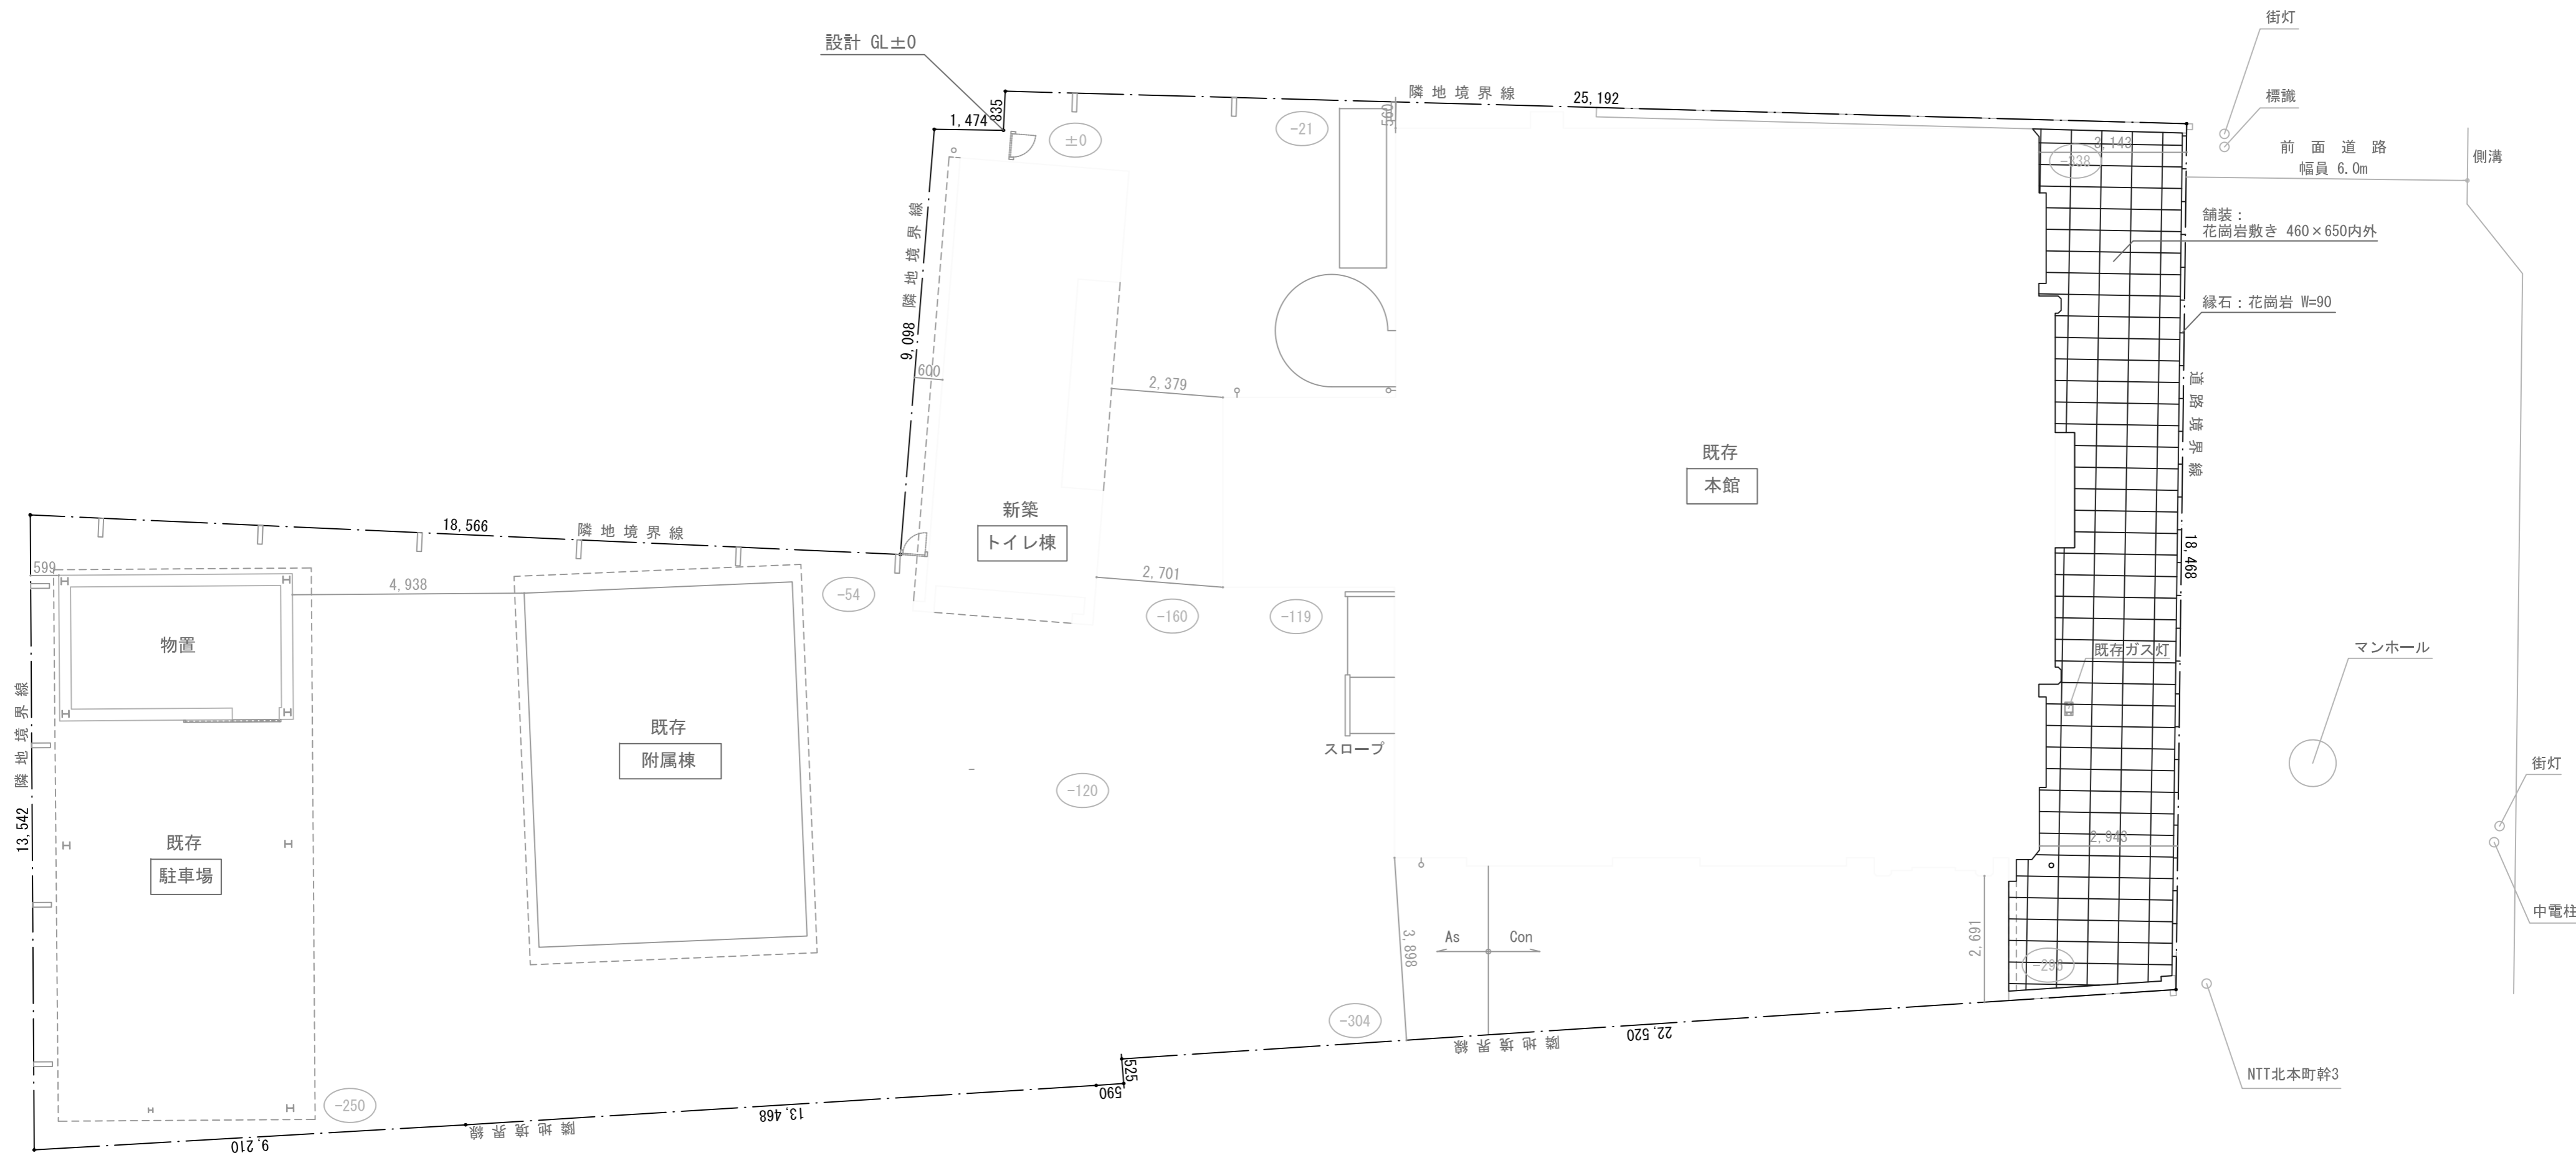 街灯
設計 GL±0
標識
隣地境界線
25,192
835
1,474
560
±0
-21
3,143
-338
前面道路
幅員 6.0m
側溝
舗装：
花崗岩敷き 460×650内外
縁石：花崗岩 W=90
隣地境界線
9,098
600
2,379
道路境界線
18,468
既存
本館
新築
トイレ棟
18,566
隣地境界線
599
4,938
-54
2,701
-160
-119
物置
既存ガス灯
マンホール
隣地境界線
13,542
既存
附属棟
スロープ
街灯
-120
既存
駐車場
2,943
中電柱
3,898
As
Con
2,691
-296
-304
22,520
隣地境界線
525
590
NTT北本町幹3
-250
13,468
隣地境界線
9,210